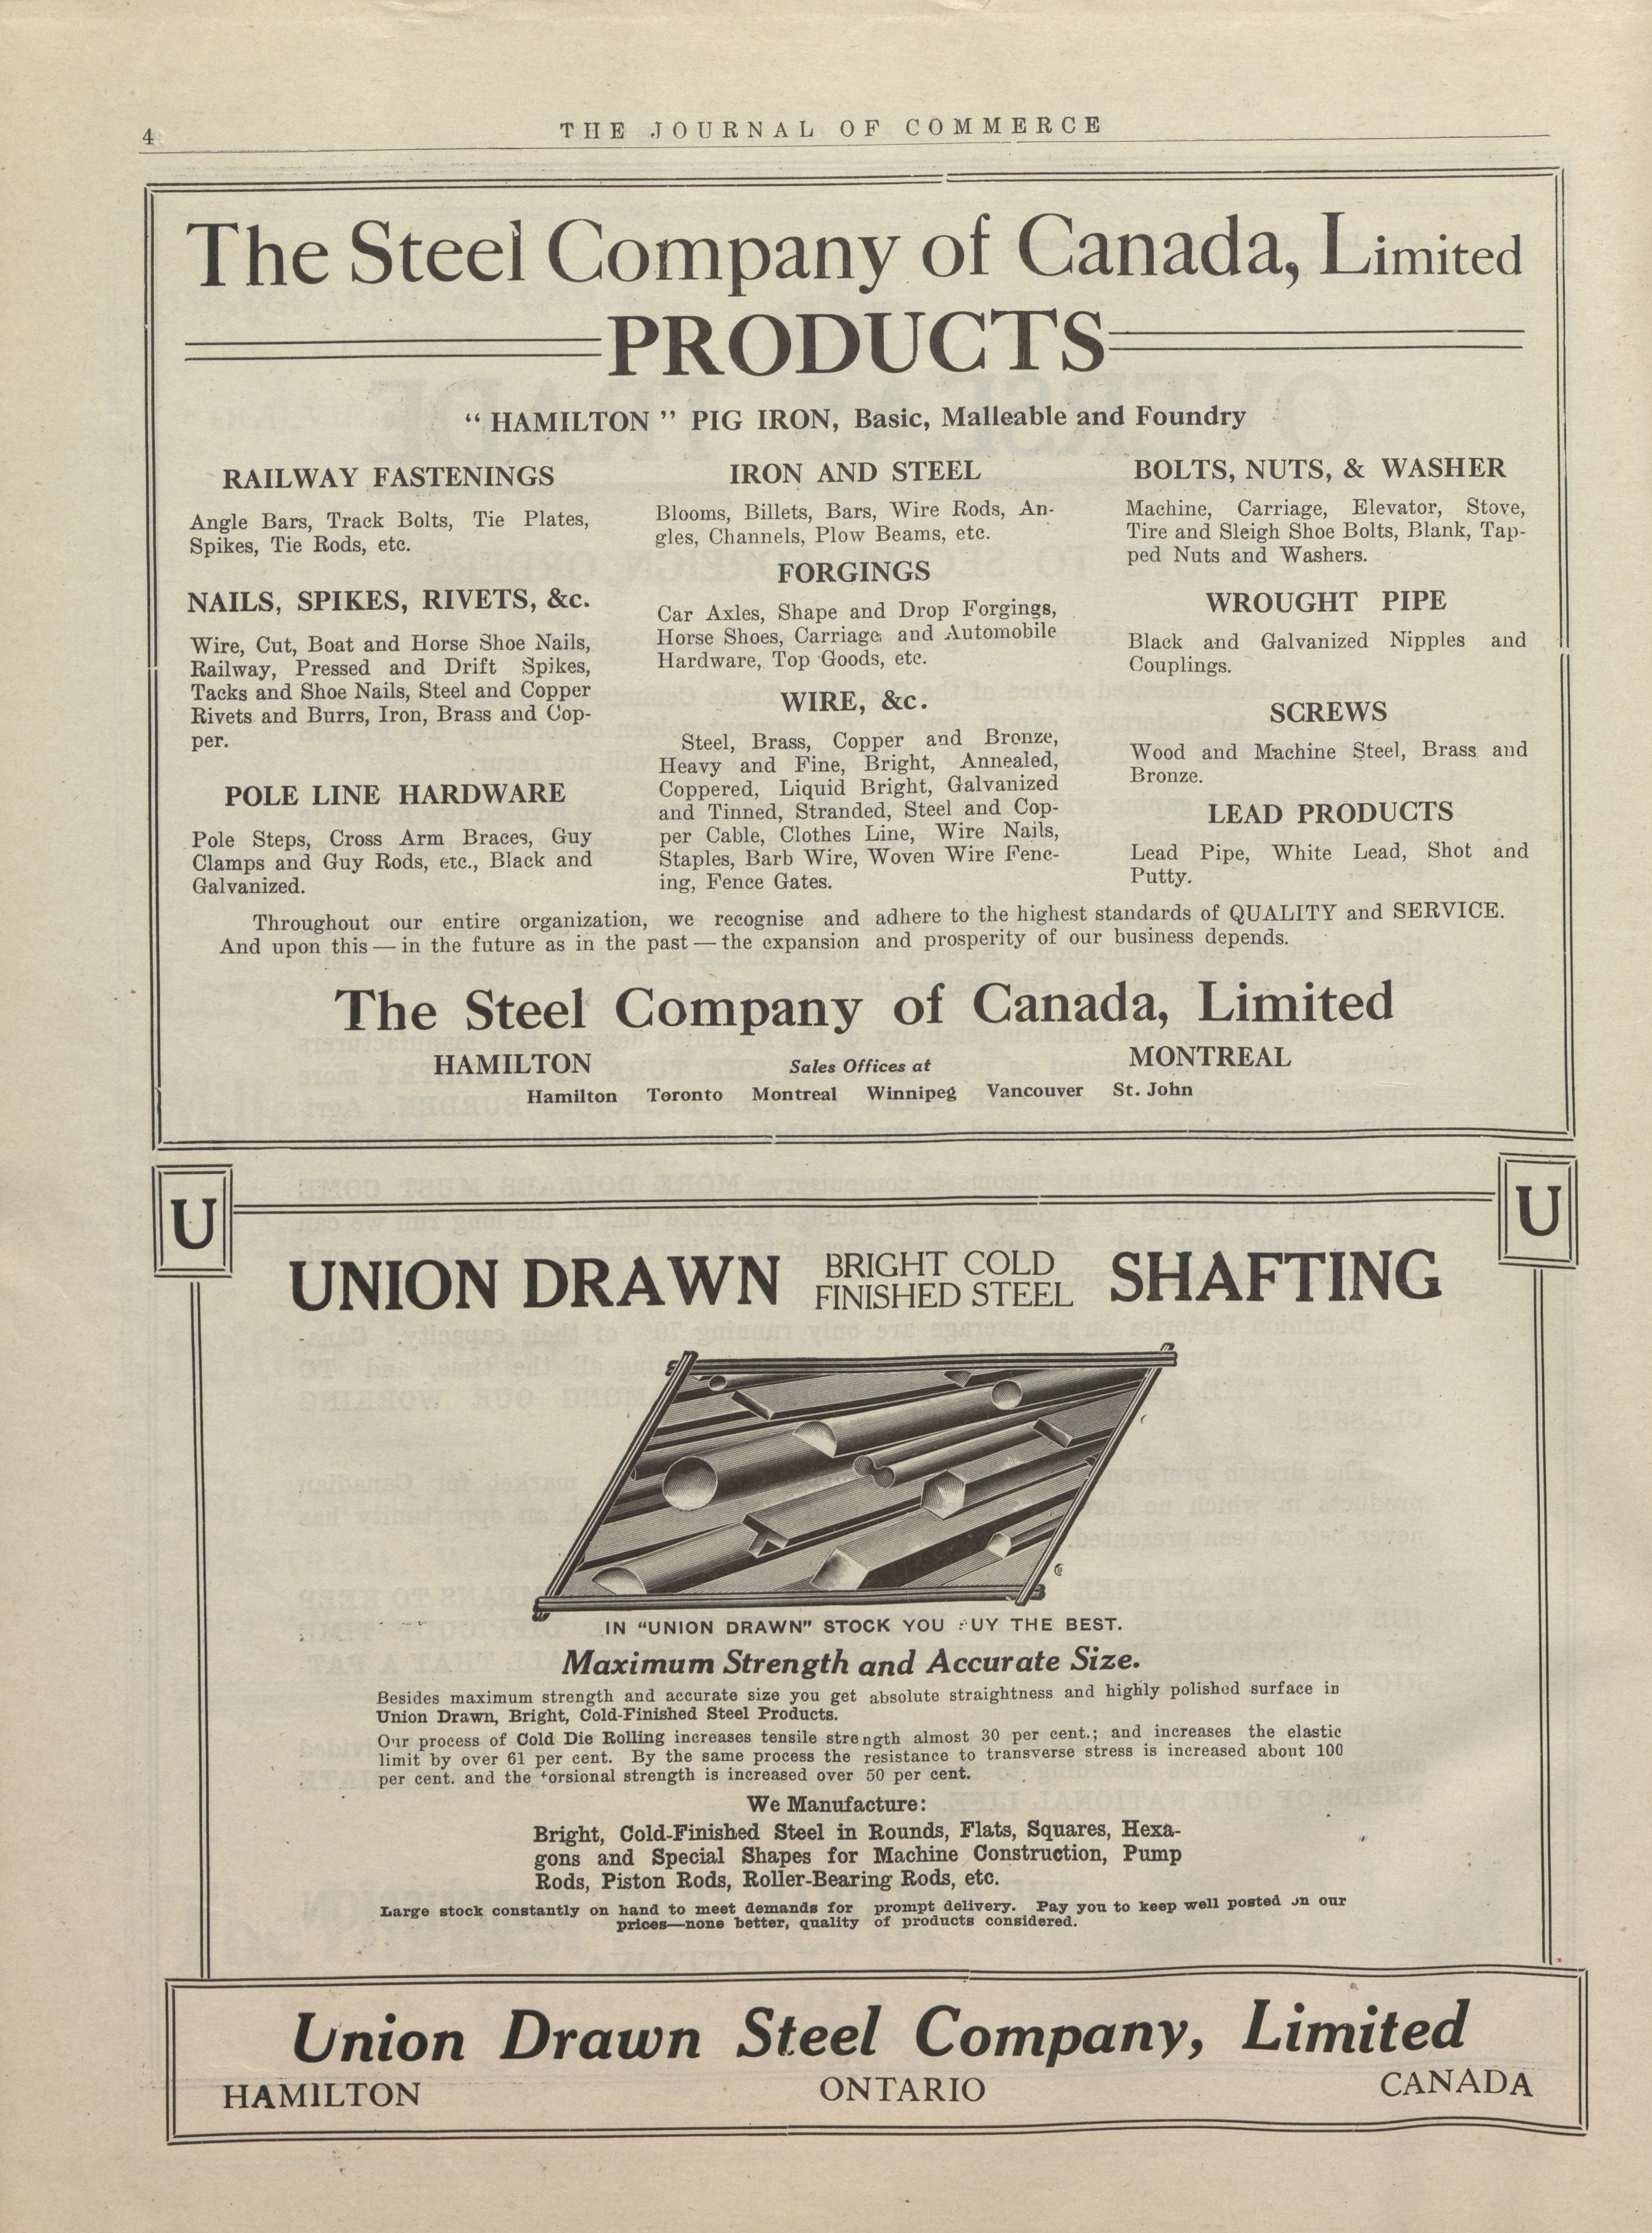 4
THE JOURNAL OF COMMERCE
The Steel Company of Canada, Limited
PRODUCTS
“ HAMILTON ” PIG IRON, Basic, Malleable and Foundry
RAILWAY FASTENINGS
Angle Bars, Track Bolts, Tie Plates,
Spikes, Tie Rods, etc.
NAILS, SPIKES, RIVETS, &c.
Wire, Cut, Boat and Horse Shoe Nails,
Railway, Pressed and Drift Spikes,
Tacks and Shoe Nails, Steel and Copper
Rivets and Burrs, Iron, Brass and Cop-
per.
POLE LINE HARDWARE
Pole Steps, Cross Arm Braces, Guy
Clamps and Guy Rods, etc., Black and
Galvanized.
IRON AND STEEL
Blooms, Billets, Bars, Wire Rods, An-
gles, Channels, Plow Beams, etc.
FORGINGS
Car Axles, Shape and Drop Forgings,
Horse Shoes, Carriage and Automobile
Hardware, Top Goods, etc.
WIRE, &c.
Steel, Brass, Copper and Bronze,
Heavy and Fine, Bright, Annealed,
Coppered, Liquid Bright, Galvanized
and Tinned, Stranded, Steel and Cop-
per Cable, Clothes Line, Wire Nails,
Staples, Barb Wire, Woven Wire Fenc-
ing, Fence Gates.
BOLTS, NUTS, & WASHER
Machine, Carriage, Elevator, Stove,
Tire and Sleigh Shoe Bolts, Blank, Tap-
ped Nuts and Washers.
WROUGHT PIPE
Black and Galvanized Nipples and
Couplings.
SCREWS
Wood and Machine Steel, Brass and
Bronze.
LEAD PRODUCTS
Lead Pipe, White Lead, Shot and
Putty.
Throughout our entire organization, we recognise and adhere to the highest standards of QUALITY and SERVICE.
And upon this — in the future as in the past — the expansion and prosperity of our business depends.
The Steel Company of Canada, Limited
HAMILTON Sales Offices at MONTREAL
Hamilton Toronto Montreal Winnipeg Vancouver St. John
U U
UNION DRAWN BRIGHT COLD FINISHED STEEL SHAFTING
IN “UNION DRAWN” STOCK YOU BUY THE BEST.
Maximum Strength and Accurate Size.
Besides maximum strength and accurate size you get absolute straightness and highly polished surface in
Union Drawn, Bright, Cold-Finished Steel Products.
Our process of Cold Die Rolling increases tensile strength almost 30 per cent.; and increases the elastic
limit by over 61 per cent. By the same process the resistance to transverse stress is increased about 100
per cent. and the torsional strength is increased over 50 per cent.
We Manufacture:
Bright, Cold-Finished Steel in Rounds, Flats, Squares, Hexa-
gons and Special Shapes for Machine Construction, Pump
Rods, Piston Rods, Roller-Bearing Rods, etc.
Large stock constantly on hand to meet demands for prompt delivery. Pay you to keep well posted on our
prices—none better, quality of products considered.
Union Drawn Steel Company, Limited
HAMILTON ONTARIO CANADA